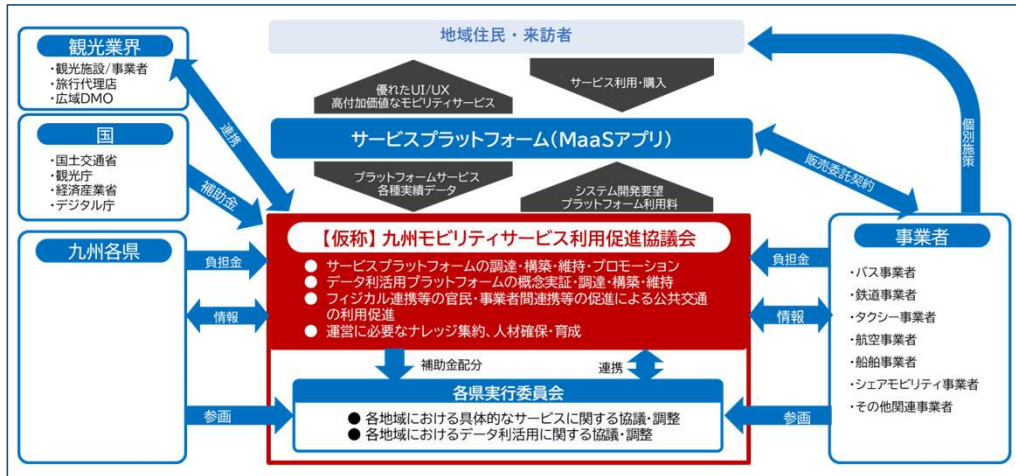 地域住民・来訪者
観光業界
・観光施設/事業者
・旅行代理店
・広域DMO
優れたUI/UX
高付加価値なモビリティサービス
サービス利用・購入
個別施策
連携
国
・国土交通省
・観光庁
・経済産業省
・デジタル庁
補助金
サービスプラットフォーム(MaaSアプリ)
販売委託契約
プラットフォームサービス
各種実績データ
システム開発要望
プラットフォーム利用料
九州各県
負担金
情報
参画
【仮称】九州モビリティサービス利用促進協議会
● サービスプラットフォームの調達・構築・維持・プロモーション
● データ利活用プラットフォームの概念実証・調達・構築・維持
● フィジカル連携等の官民・事業者間連携等の促進による公共交通
の利用促進
● 運営に必要なナレッジ集約、人材確保・育成
補助金配分
連携
各県実行委員会
● 各地域における具体的なサービスに関する協議・調整
● 各地域におけるデータ利活用に関する協議・調整
負担金
情報
参画
事業者
・バス事業者
・鉄道事業者
・タクシー事業者
・航空事業者
・船舶事業者
・シェアモビリティ事業者
・その他関連事業者